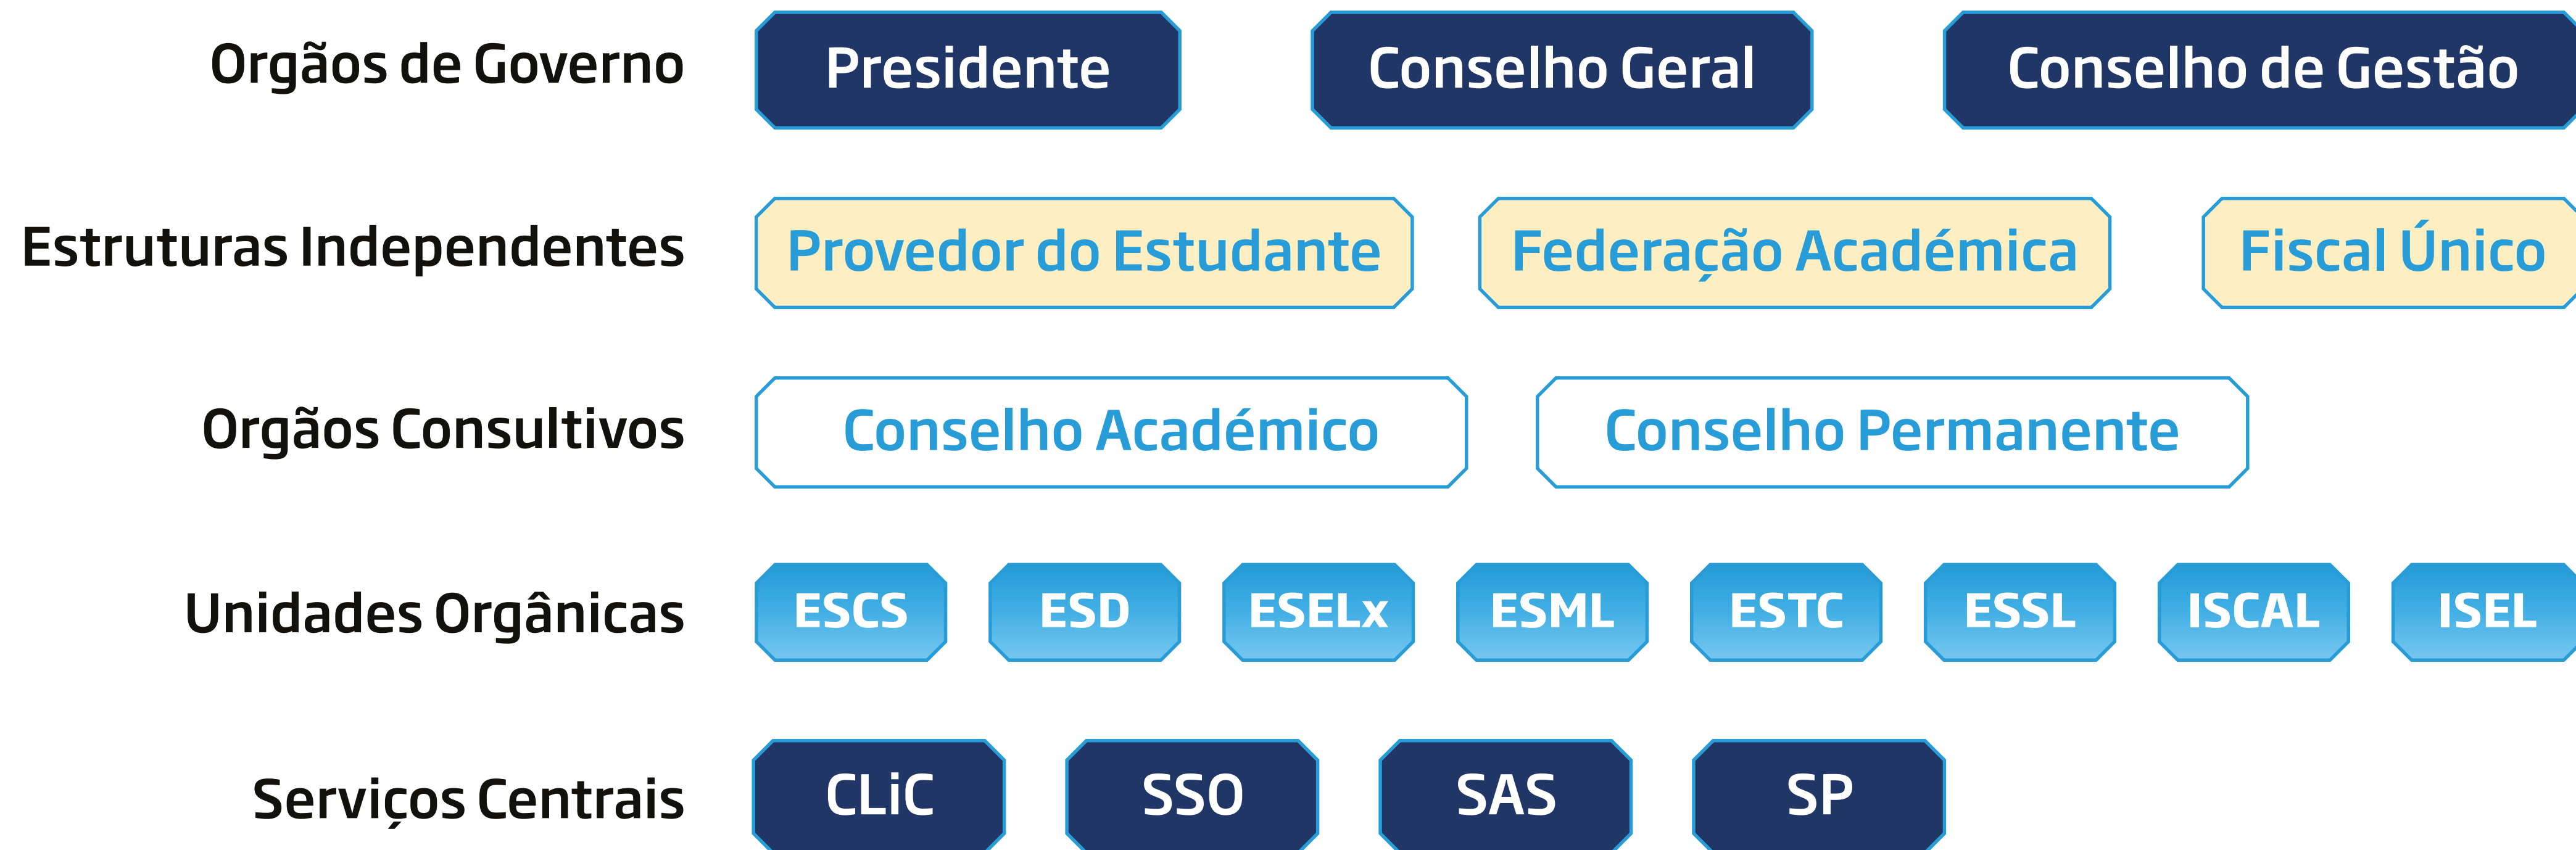 Orgãos de Governo Presidente Conselho Geral Conselho de Gestão
Estruturas Independentes Provedor do Estudante Federação Académica Fiscal Único
Orgãos Consultivos Conselho Académico Conselho Permanente
Unidades Orgânicas ESCS ESD ESELx ESML ESTC ESSL ISCAL ISEL
Serviços Centrais CLiC SSO SAS SP